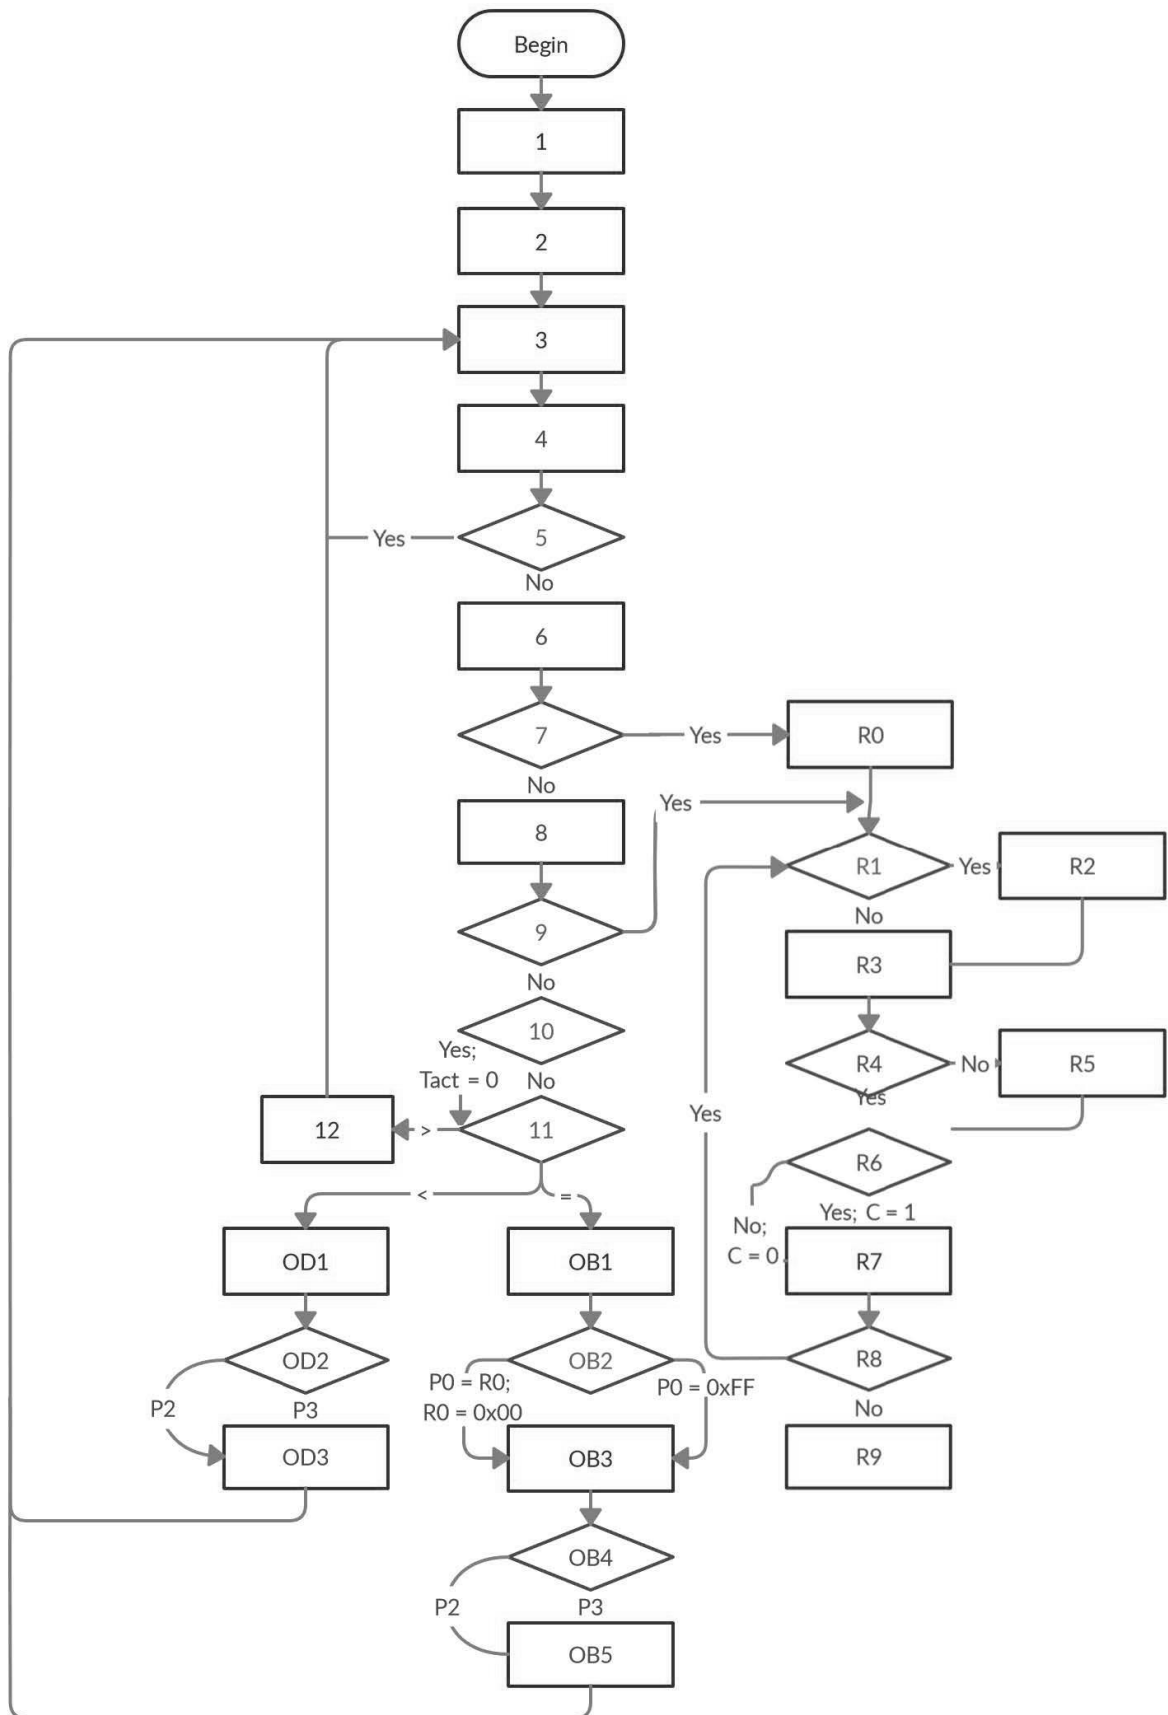 Begin
1
2
3
4
Yes
5
No
6
7
Yes
R0
No
Yes
8
R1
Yes
R2
No
9
R3
No
10
Yes;
Tact = 0
No
R4
No
R5
Yes
12
>
11
Yes
R6
<
=
No;
C = 0
Yes; C = 1
OD1
OB1
R7
OD2
OB2
R8
P0 = R0;
R0 = 0x00
P0 = 0xFF
P2
P3
No
OD3
OB3
R9
OB4
P2
P3
OB5